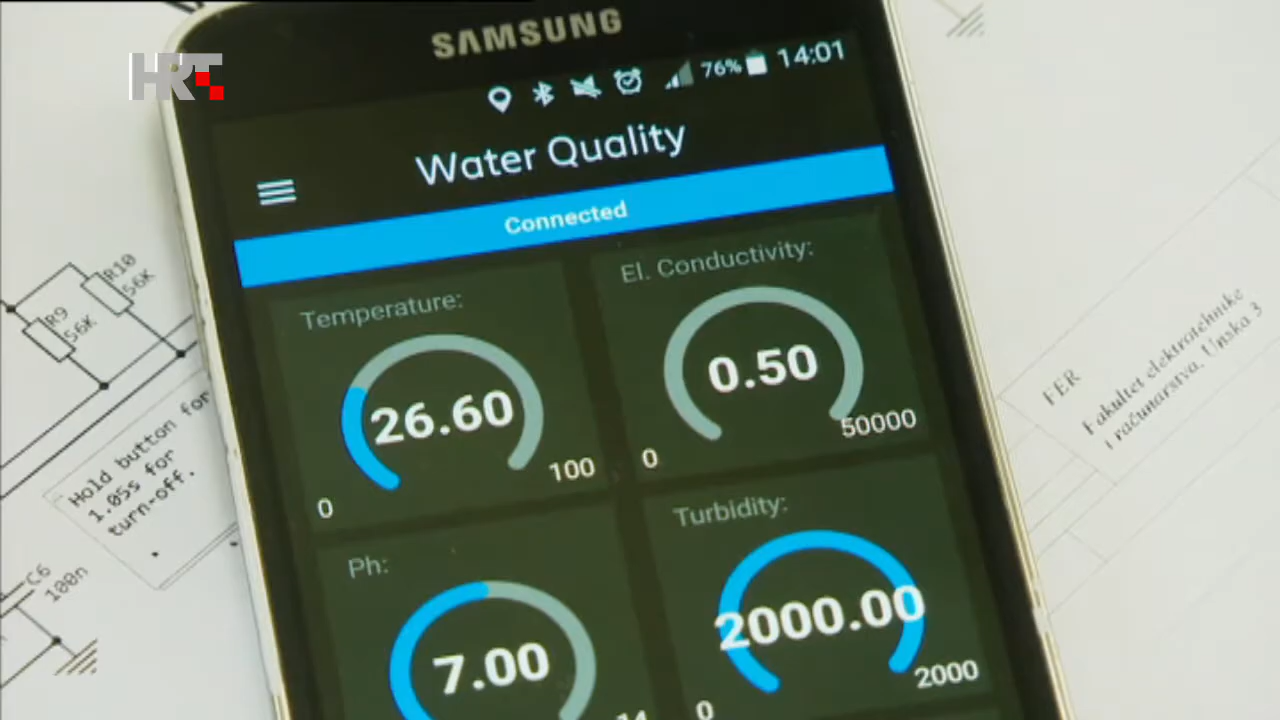 HRT
SAMSUNG
76% 14:01
Water Quality
Connected
Temperature:
26.60
0
100
El. Conductivity:
0.50
0
50000
Ph:
7.00
14
Turbidity:
2000.00
0
2000
R10
56K
R9
56K
Hold button for
1.05s for
turn-off.
C6
100n
FER
Fakultet elektrotehnike
i računarstva, Unska 3